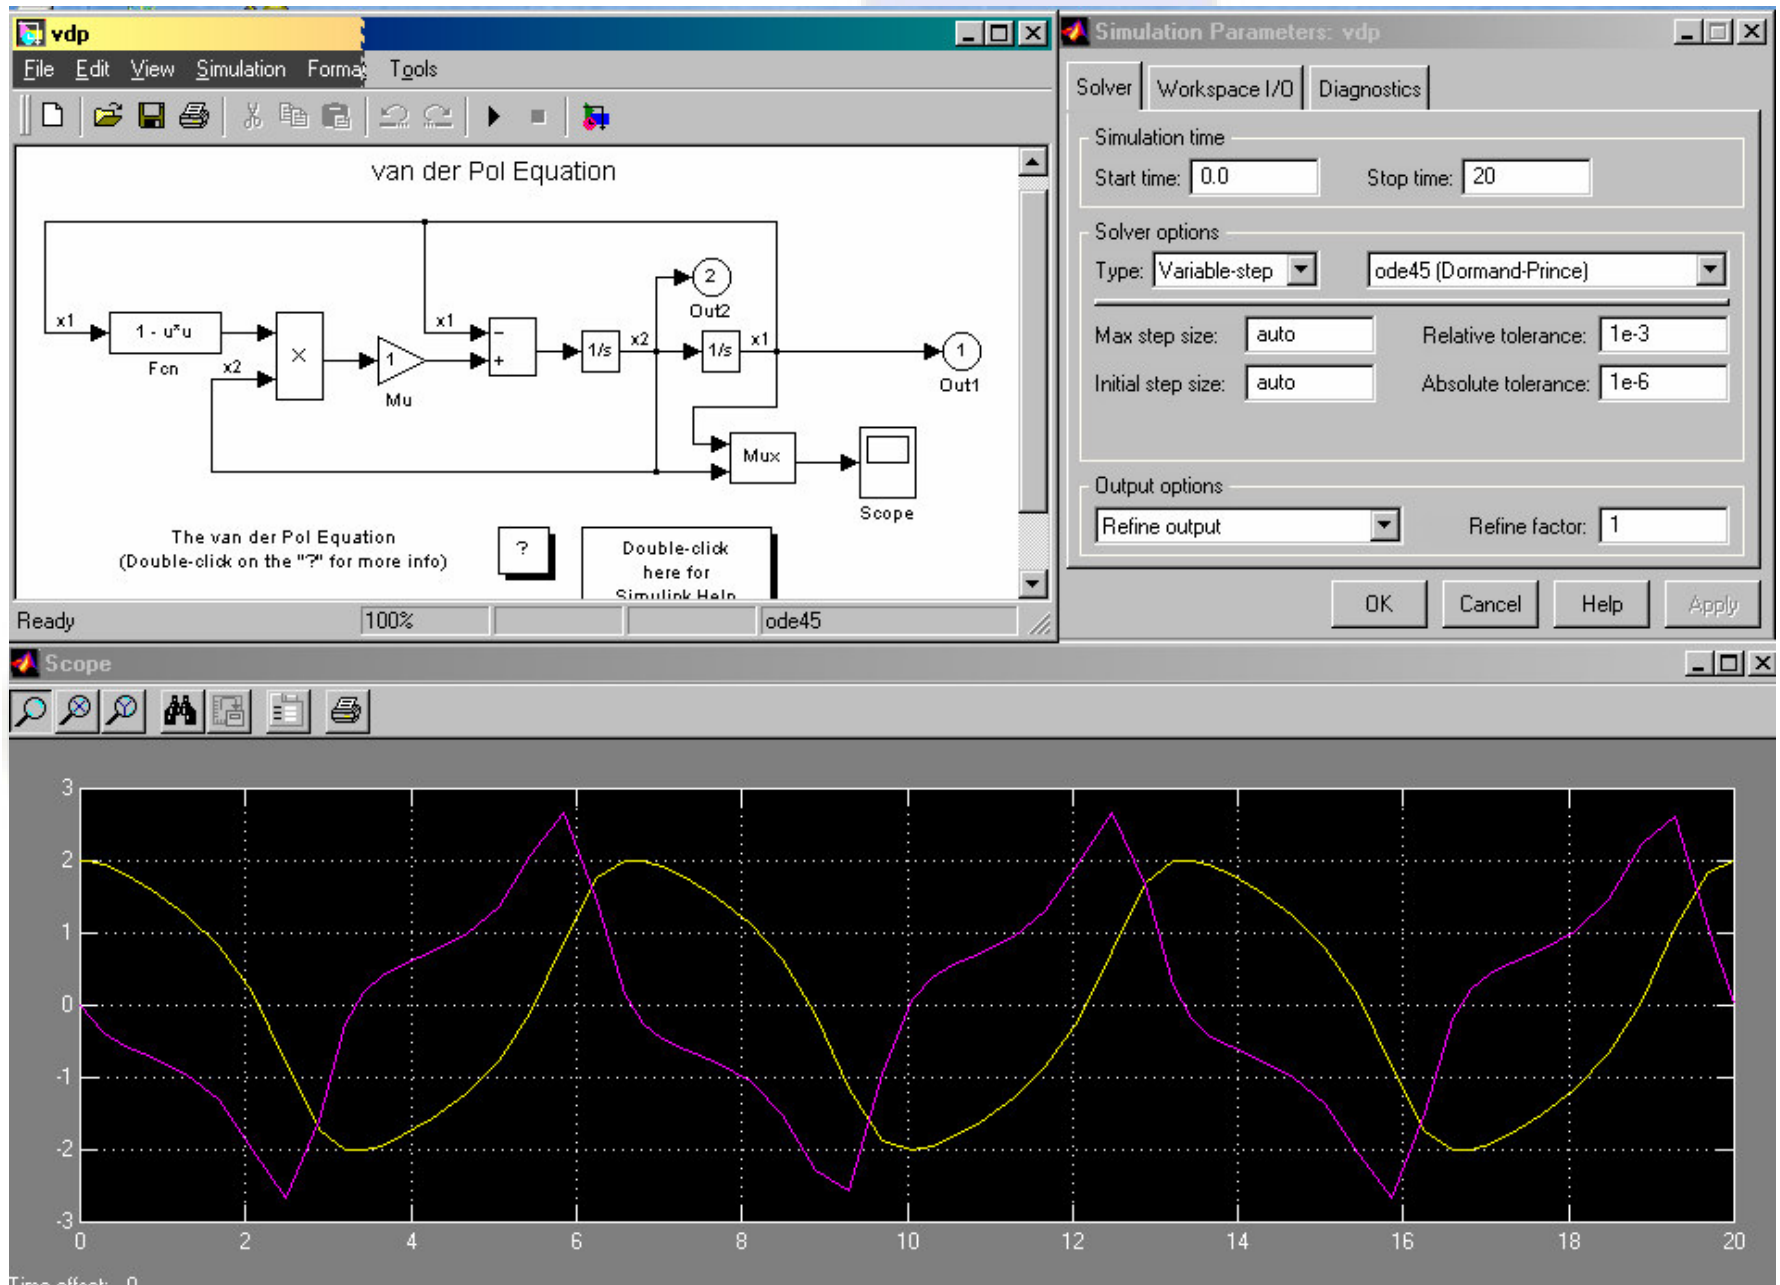 vdp
File Edit View Simulation Format Tools
van der Pol Equation
x1
1 - u*u
Fcn
x2
×
1
Mu
x1
−
+
1/s
x2
2
Out2
1/s
x1
1
Out1
Mux
Scope
The van der Pol Equation
(Double-click on the "?" for more info)
?
Double-click
here for
Simulink Help
Ready 100% ode45
Simulation Parameters: vdp
Solver Workspace I/O Diagnostics
Simulation time
Start time: 0.0 Stop time: 20
Solver options
Type: Variable-step ode45 (Dormand-Prince)
Max step size: auto Relative tolerance: 1e-3
Initial step size: auto Absolute tolerance: 1e-6
Output options
Refine output Refine factor: 1
OK Cancel Help Apply
Scope
3
2
1
0
-1
-2
-3
0 2 4 6 8 10 12 14 16 18 20
Time offset: 0